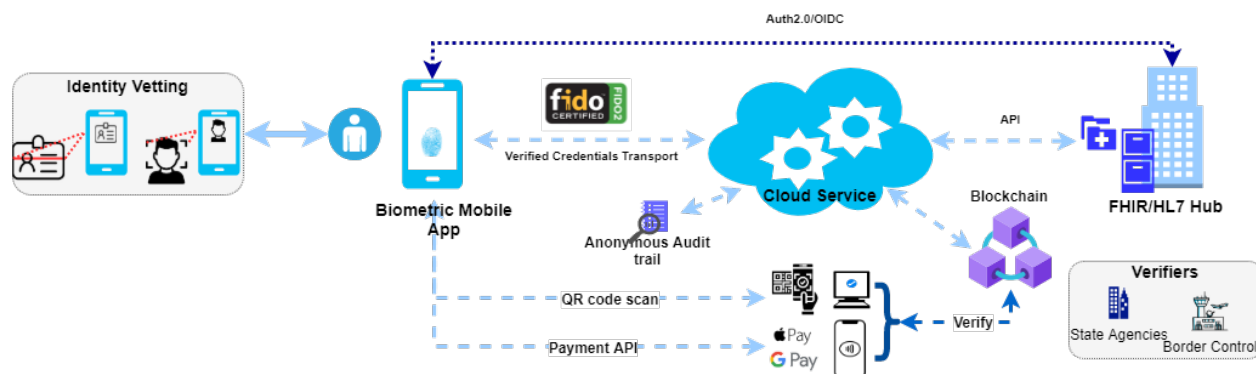 Auth2.0/OIDC
Identity Vetting
fido
CERTIFIED
FIDO2
Verified Credentials Transport
API
Biometric Mobile
App
Cloud Service
Blockchain
FHIR/HL7 Hub
Anonymous Audit
trail
Verifiers
QR code scan
Verify
State Agencies
Border Control
Payment API
Pay
G Pay